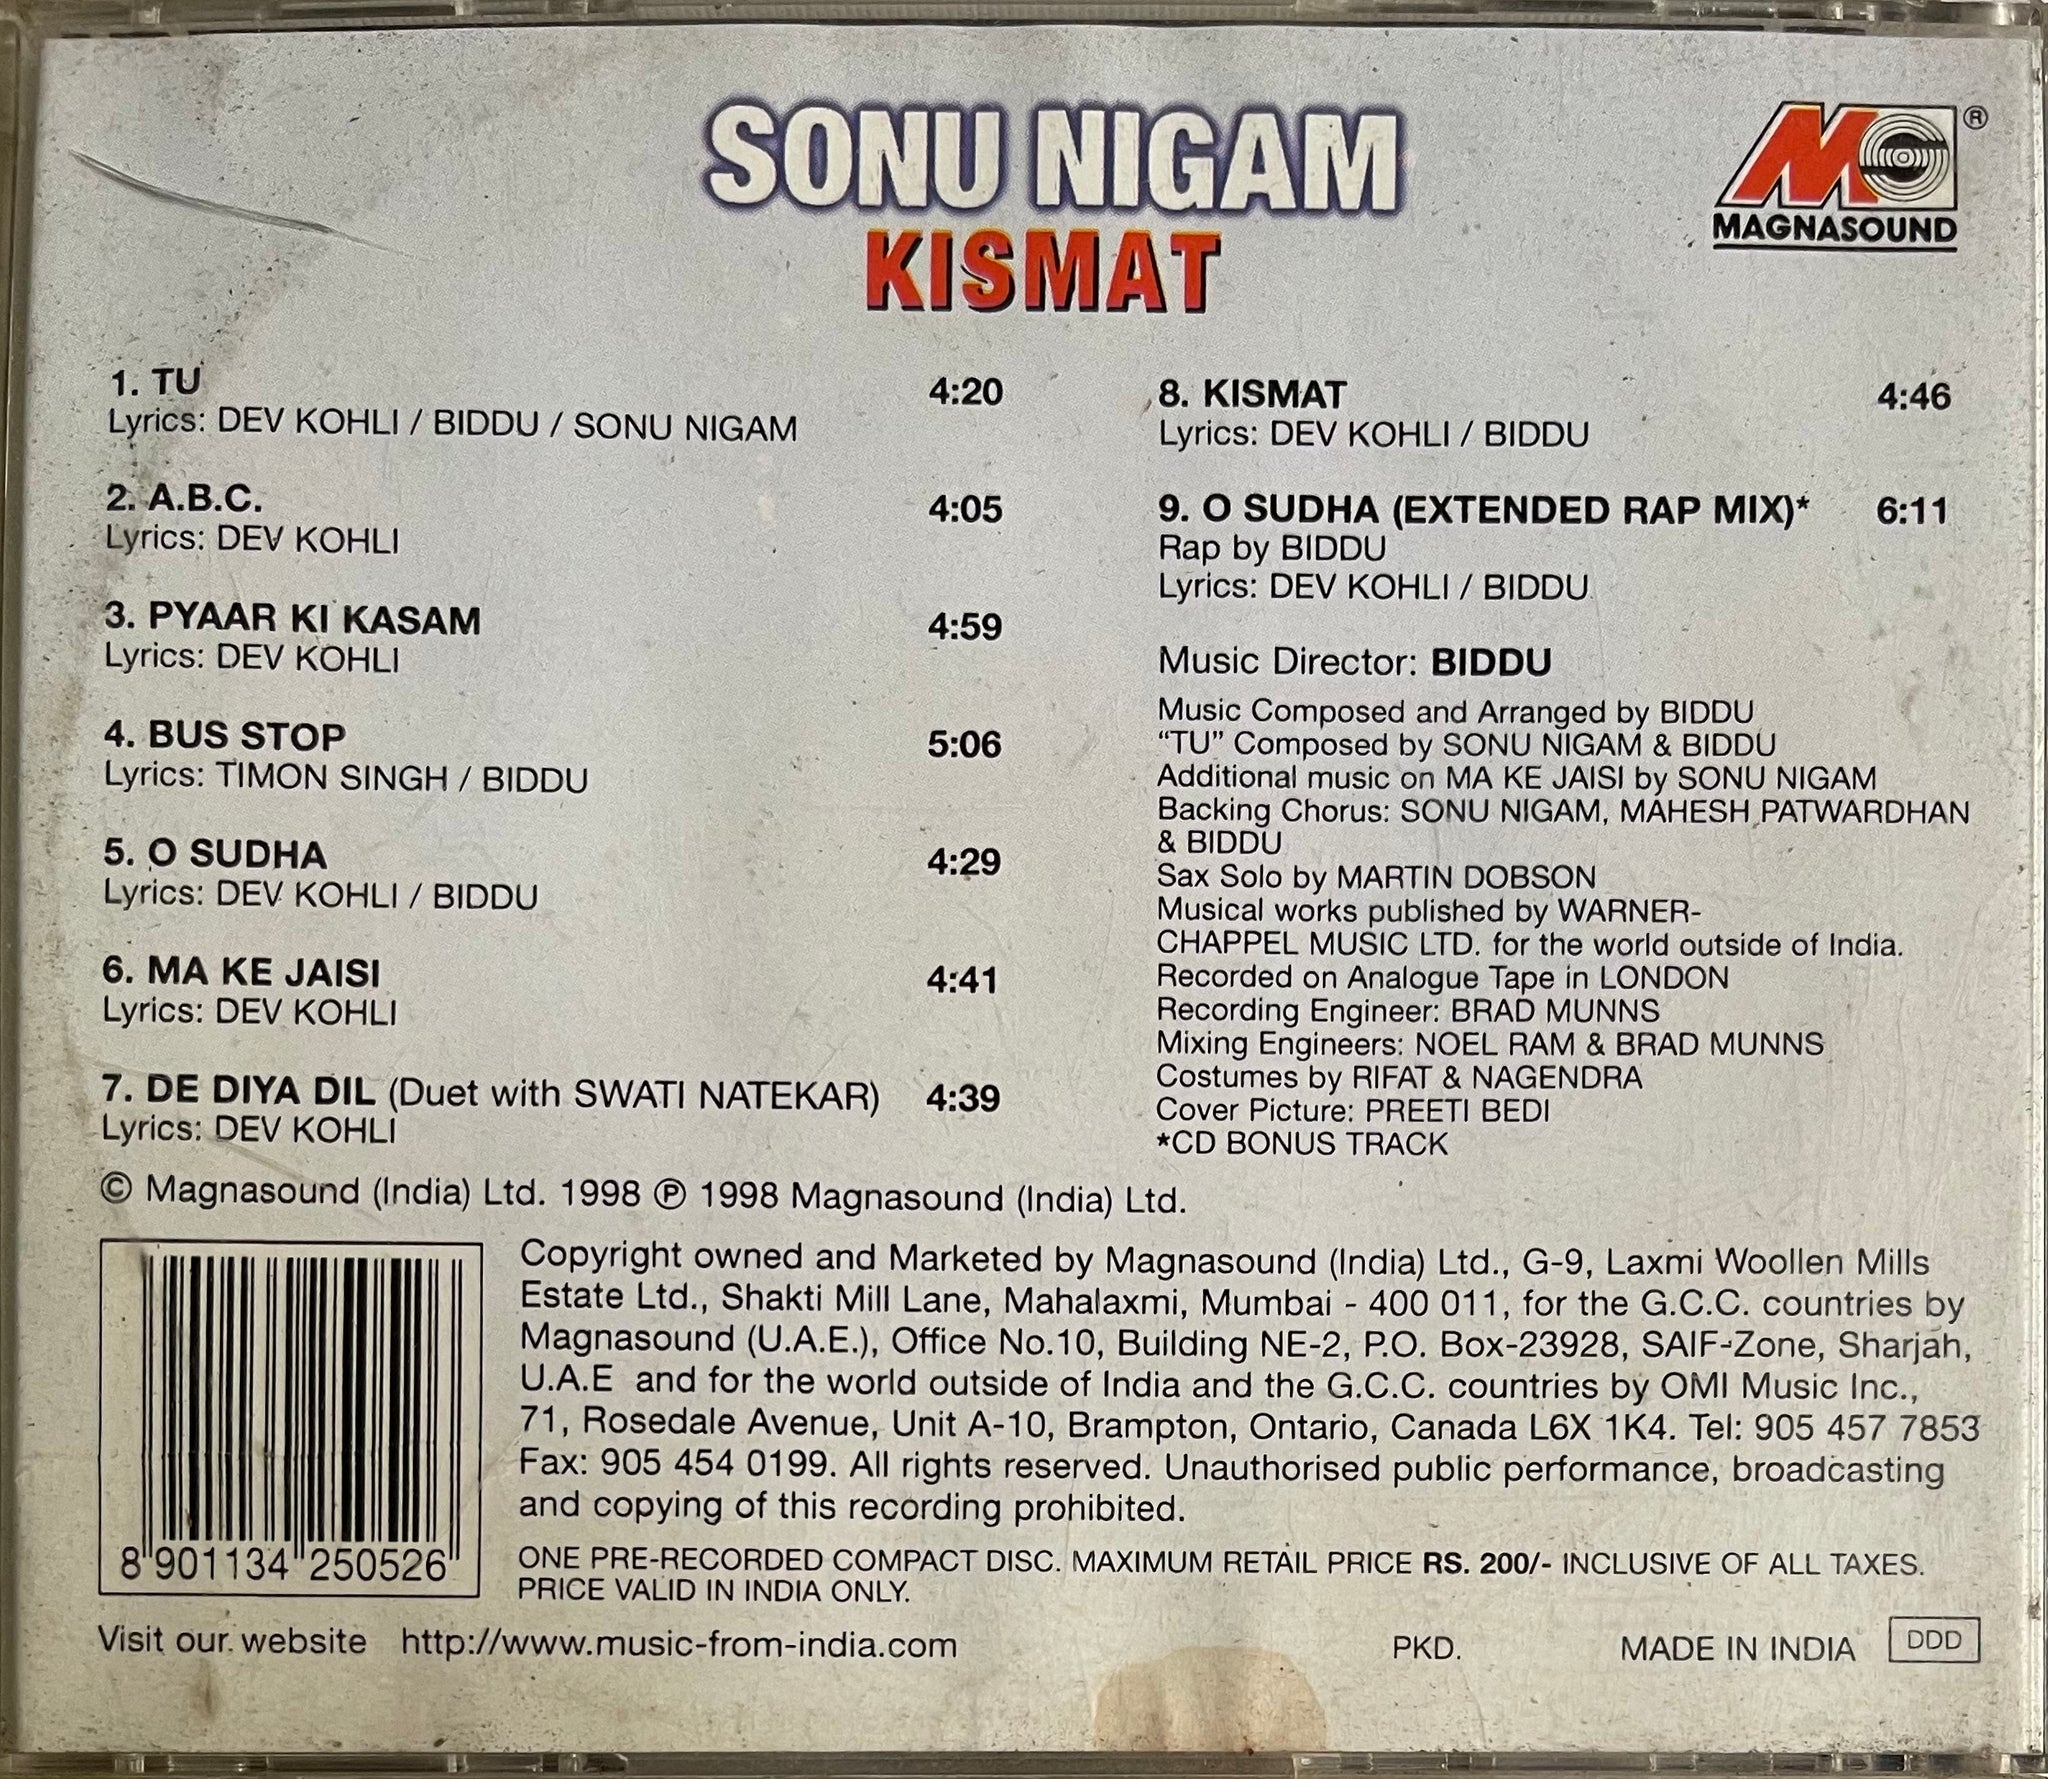 SONU NIGAM
KISMAT
MG ®
MAGNASOUND
1. TU 4:20
Lyrics: DEV KOHLI / BIDDU / SONU NIGAM
2. A.B.C. 4:05
Lyrics: DEV KOHLI
3. PYAAR KI KASAM 4:59
Lyrics: DEV KOHLI
4. BUS STOP 5:06
Lyrics: TIMON SINGH / BIDDU
5. O SUDHA 4:29
Lyrics: DEV KOHLI / BIDDU
6. MA KE JAISI 4:41
Lyrics: DEV KOHLI
7. DE DIYA DIL (Duet with SWATI NATEKAR) 4:39
Lyrics: DEV KOHLI
8. KISMAT 4:46
Lyrics: DEV KOHLI / BIDDU
9. O SUDHA (EXTENDED RAP MIX)* 6:11
Rap by BIDDU
Lyrics: DEV KOHLI / BIDDU
Music Director: BIDDU
Music Composed and Arranged by BIDDU
“TU” Composed by SONU NIGAM & BIDDU
Additional music on MA KE JAISI by SONU NIGAM
Backing Chorus: SONU NIGAM, MAHESH PATWARDHAN
& BIDDU
Sax Solo by MARTIN DOBSON
Musical works published by WARNER-
CHAPPEL MUSIC LTD. for the world outside of India.
Recorded on Analogue Tape in LONDON
Recording Engineer: BRAD MUNNS
Mixing Engineers: NOEL RAM & BRAD MUNNS
Costumes by RIFAT & NAGENDRA
Cover Picture: PREETI BEDI
*CD BONUS TRACK
© Magnasound (India) Ltd. 1998 ℗ 1998 Magnasound (India) Ltd.
Copyright owned and Marketed by Magnasound (India) Ltd., G-9, Laxmi Woollen Mills
Estate Ltd., Shakti Mill Lane, Mahalaxmi, Mumbai - 400 011, for the G.C.C. countries by
Magnasound (U.A.E.), Office No.10, Building NE-2, P.O. Box-23928, SAIF-Zone, Sharjah,
U.A.E and for the world outside of India and the G.C.C. countries by OMI Music Inc.,
71, Rosedale Avenue, Unit A-10, Brampton, Ontario, Canada L6X 1K4. Tel: 905 457 7853
Fax: 905 454 0199. All rights reserved. Unauthorised public performance, broadcasting
and copying of this recording prohibited.
8 901134 250526
ONE PRE-RECORDED COMPACT DISC. MAXIMUM RETAIL PRICE RS. 200/- INCLUSIVE OF ALL TAXES.
PRICE VALID IN INDIA ONLY.
Visit our website http://www.music-from-india.com PKD. MADE IN INDIA DDD